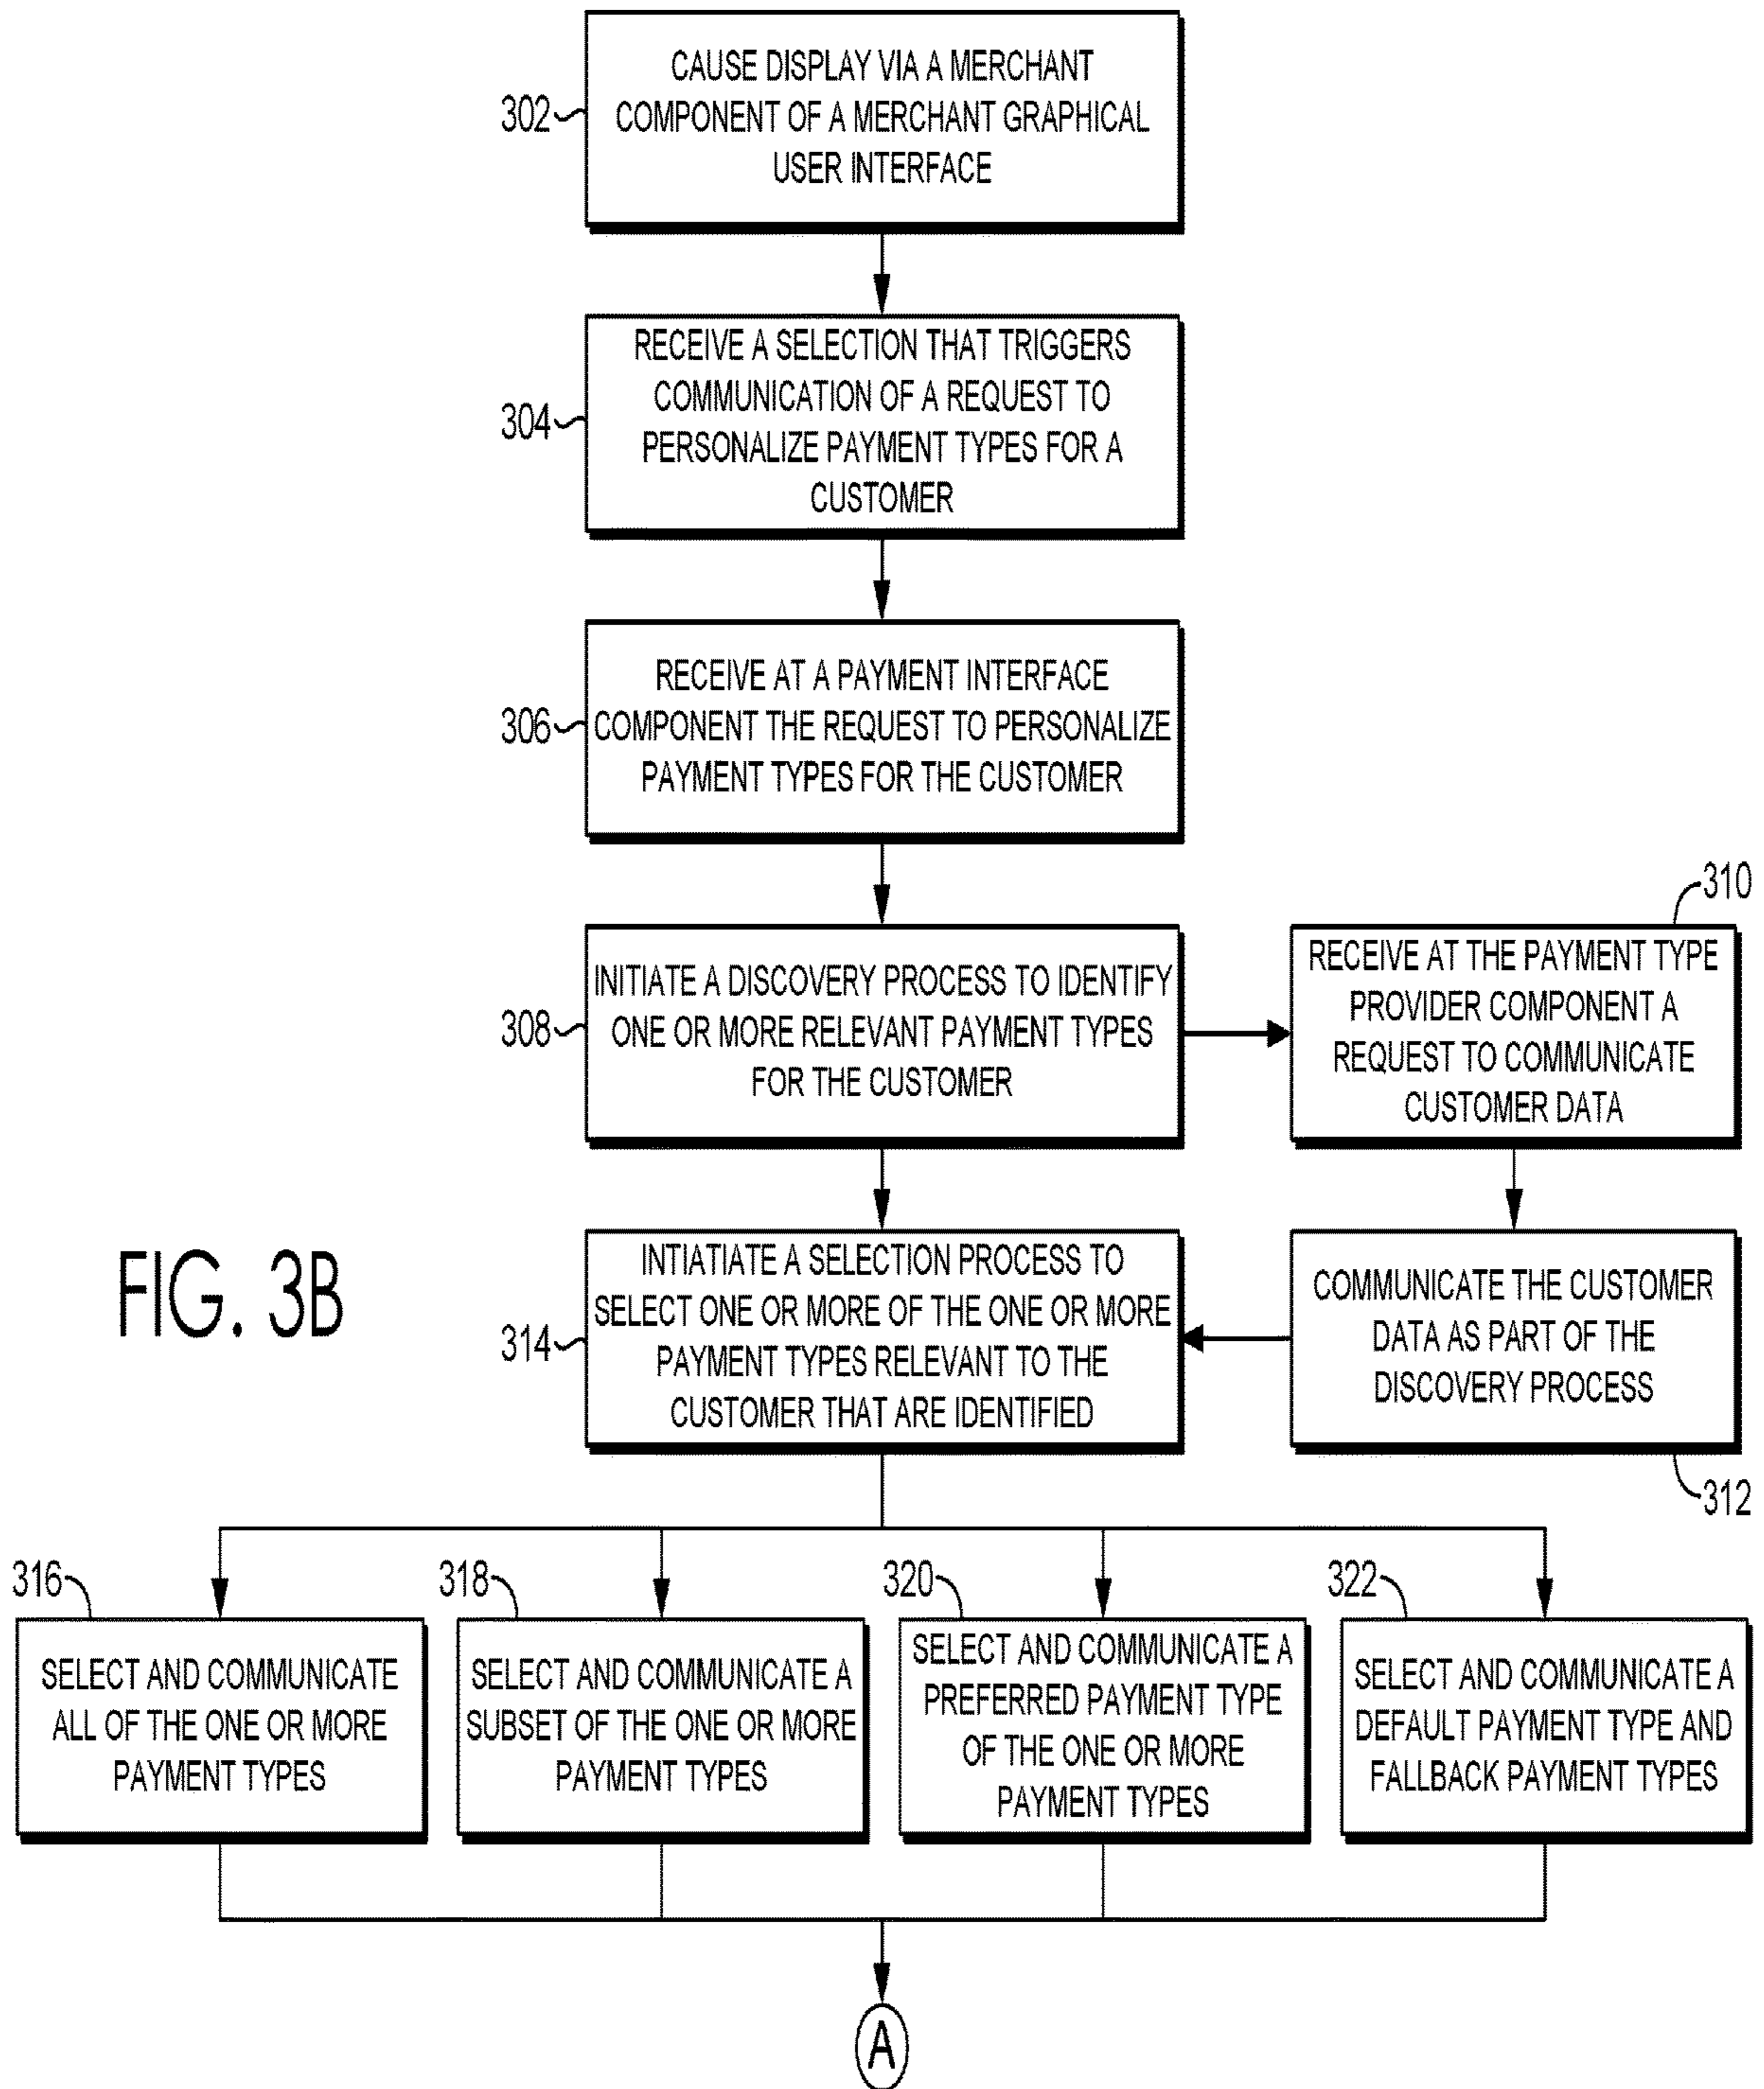 CAUSE DISPLAY VIA A MERCHANT
COMPONENT OF A MERCHANT GRAPHICAL
USER INTERFACE
302
RECEIVE A SELECTION THAT TRIGGERS
COMMUNICATION OF A REQUEST TO
PERSONALIZE PAYMENT TYPES FOR A
CUSTOMER
304
RECEIVE AT A PAYMENT INTERFACE
COMPONENT THE REQUEST TO PERSONALIZE
PAYMENT TYPES FOR THE CUSTOMER
306
INITIATE A DISCOVERY PROCESS TO IDENTIFY
ONE OR MORE RELEVANT PAYMENT TYPES
FOR THE CUSTOMER
308
310
RECEIVE AT THE PAYMENT TYPE
PROVIDER COMPONENT A
REQUEST TO COMMUNICATE
CUSTOMER DATA
FIG. 3B
INTIATIATE A SELECTION PROCESS TO
SELECT ONE OR MORE OF THE ONE OR MORE
PAYMENT TYPES RELEVANT TO THE
CUSTOMER THAT ARE IDENTIFIED
314
COMMUNICATE THE CUSTOMER
DATA AS PART OF THE
DISCOVERY PROCESS
312
316
SELECT AND COMMUNICATE
ALL OF THE ONE OR MORE
PAYMENT TYPES
318
SELECT AND COMMUNICATE A
SUBSET OF THE ONE OR MORE
PAYMENT TYPES
320
SELECT AND COMMUNICATE A
PREFERRED PAYMENT TYPE
OF THE ONE OR MORE
PAYMENT TYPES
322
SELECT AND COMMUNICATE A
DEFAULT PAYMENT TYPE AND
FALLBACK PAYMENT TYPES
A